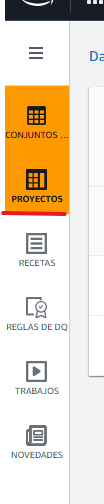 Da
CONJUNTOS ...
PROYECTOS
RECETAS
REGLAS DE DQ
TRABAJOS
NOVEDADES